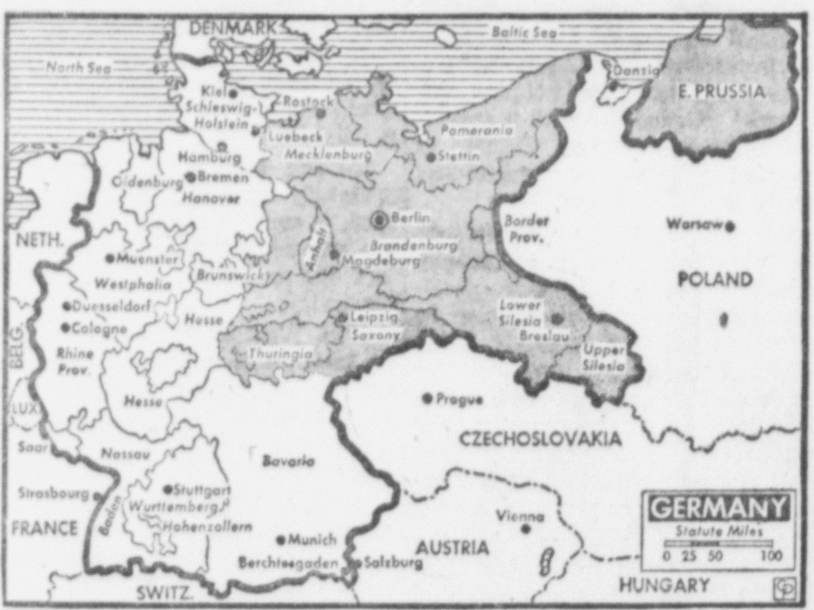 DENMARK
Baltic Sea
North Sea
Danzig
E. PRUSSIA
Kiel
Schleswig-
Holstein
Rostock
Luebeck
Mecklenburg
Pomerania
Stettin
Hamburg
Oldenburg
Bremen
Hanover
Berlin
Border
Prov.
Warsaw
NETH.
Anhalt
Brandenburg
Magdeburg
Muenster
Westphalia
Brunswick
POLAND
Duesseldorf
Cologne
Hesse
Leipzig
Saxony
Lower
Silesia
Breslau
BELG.
Rhine
Prov.
Thuringia
Upper
Silesia
Hesse
Prague
LUX.
CZECHOSLOVAKIA
Saar
Nassau
Bavaria
Strasbourg
Baden
Stuttgart
Wurttemberg
Hohenzollern
FRANCE
Munich
Berchtesgaden
Salzburg
Vienna
AUSTRIA
SWITZ.
HUNGARY
GERMANY
Statute Miles
0 25 50 100